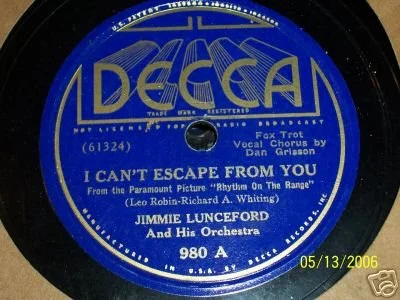 DECCA
TRADE MARK REGISTERED
NOT LICENSED FOR RADIO BROADCAST
(61324)
Fox Trot
Vocal Chorus by
Dan Grisson
I CAN'T ESCAPE FROM YOU
From the Paramount Picture "Rhythm On The Range"
(Leo Robin-Richard A. Whiting)
JIMMIE LUNCEFORD
And His Orchestra
980 A
MANUFACTURED IN U.S.A. BY DECCA RECORDS, INC.
05/13/2006